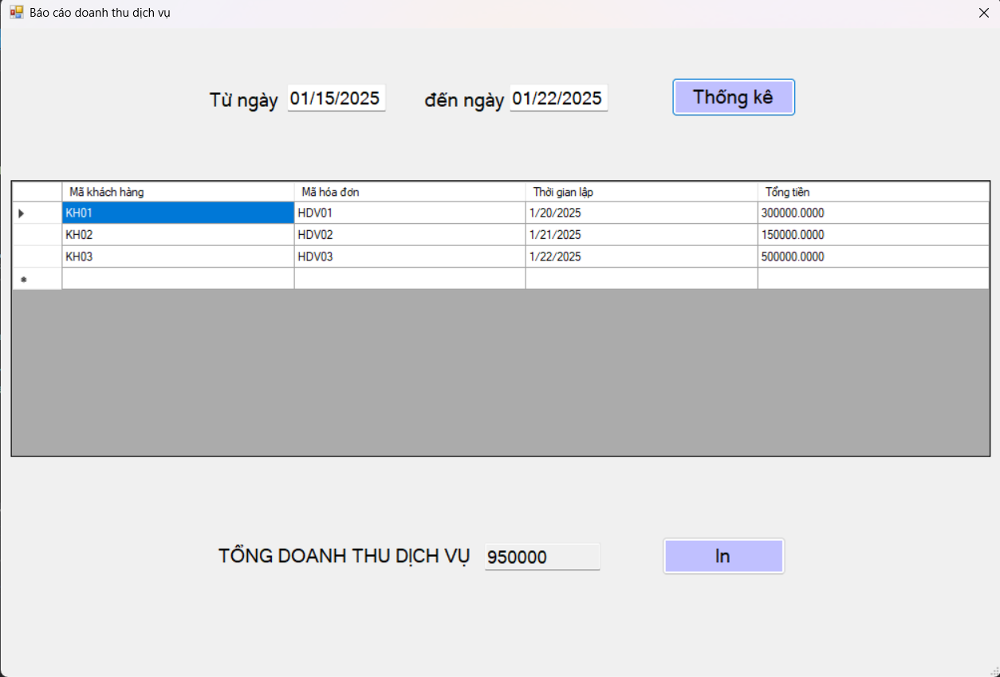 Báo cáo doanh thu dịch vụ
Từ ngày 01/15/2025 đến ngày 01/22/2025 Thống kê
Mã khách hàng Mã hóa đơn Thời gian lập Tổng tiền
KH01 HDV01 1/20/2025 300000.0000
KH02 HDV02 1/21/2025 150000.0000
KH03 HDV03 1/22/2025 500000.0000
TỔNG DOANH THU DỊCH VỤ 950000 In